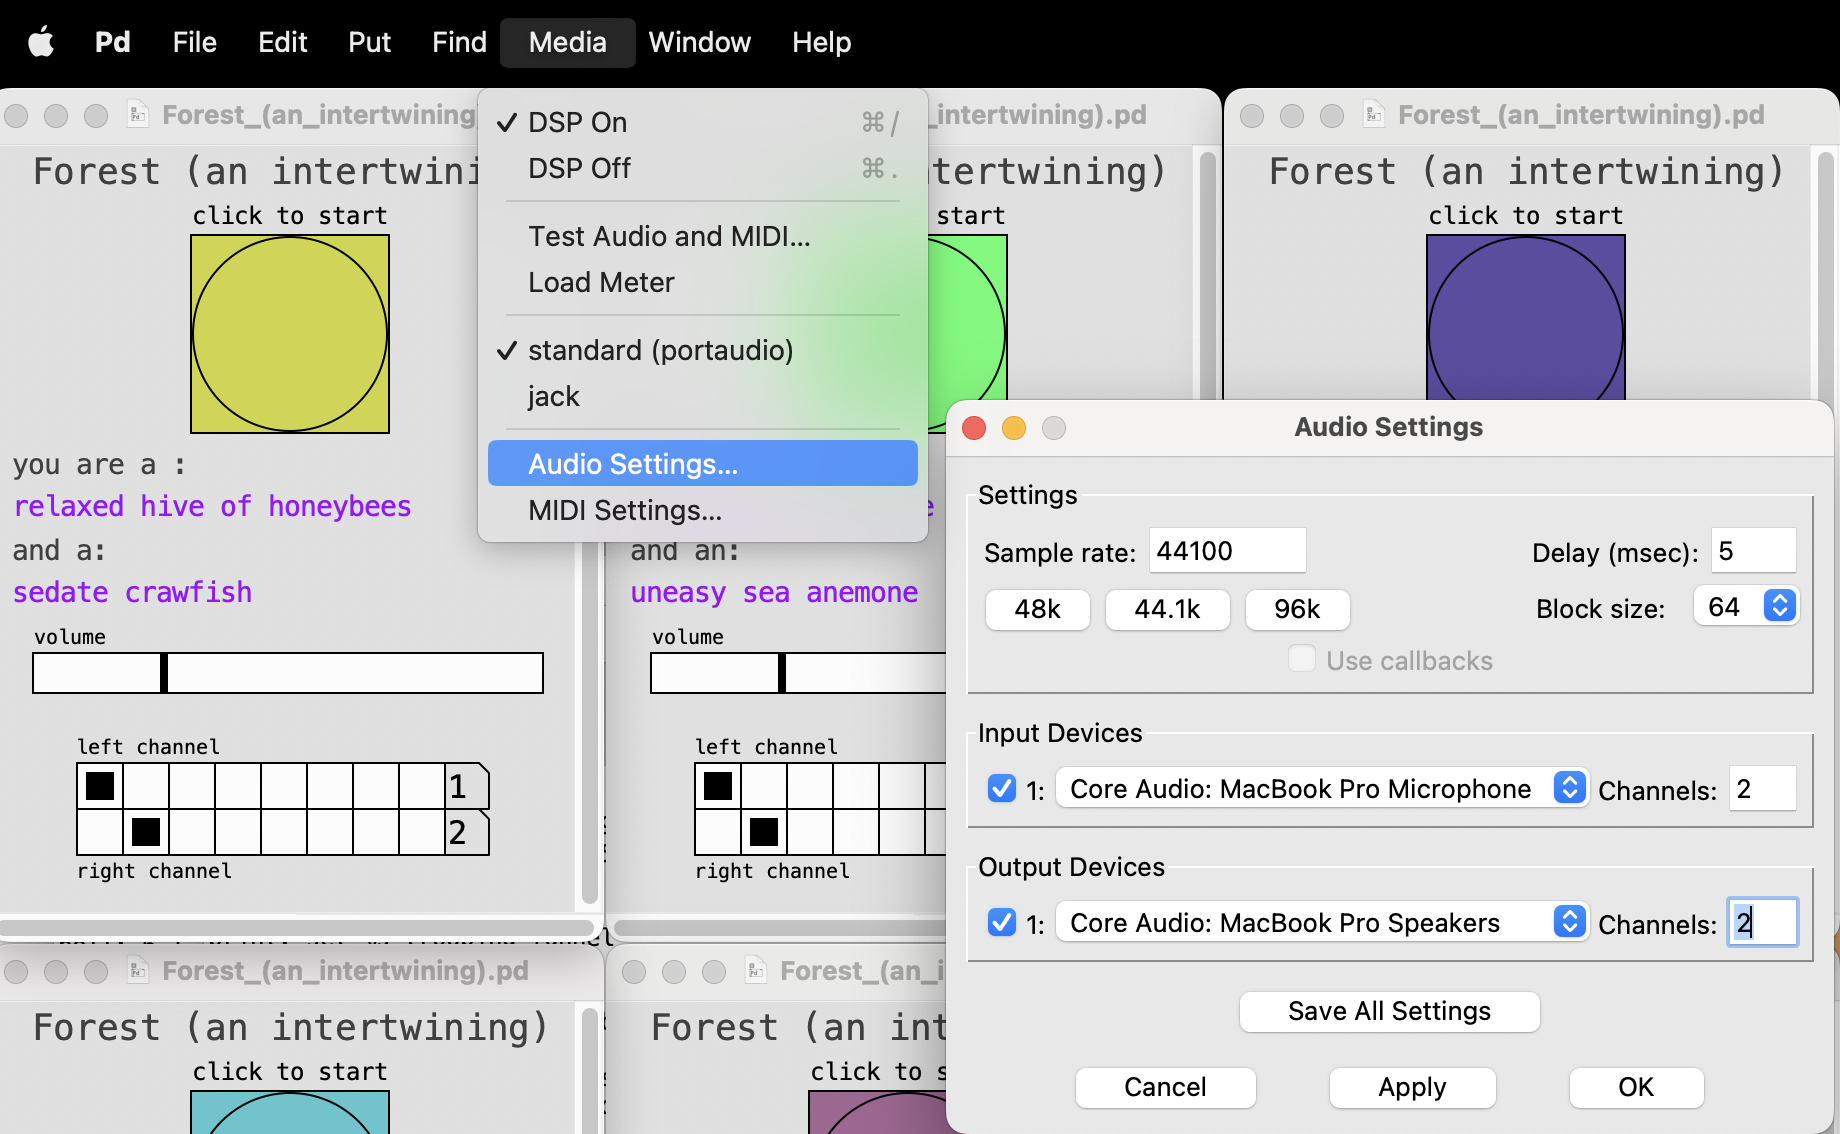 Pd File Edit Put Find Media Window Help
Forest_(an_intertwining
Forest (an intertwini
click to start
you are a :
relaxed hive of honeybees
and a:
sedate crawfish
volume
left channel
1
2
right channel
DSP On ⌘/
DSP Off ⌘.
Test Audio and MIDI...
Load Meter
standard (portaudio)
jack
Audio Settings...
MIDI Settings...
_intertwining).pd
tertwining)
start
and an:
uneasy sea anemone
volume
left channel
right channel
Forest_(an_intertwining).pd
Forest (an intertwining)
click to start
Audio Settings
Settings
Sample rate: 44100 Delay (msec): 5
48k 44.1k 96k Block size: 64
Use callbacks
Input Devices
1: Core Audio: MacBook Pro Microphone Channels: 2
Output Devices
1: Core Audio: MacBook Pro Speakers Channels: 2
Save All Settings
Cancel Apply OK
Forest_(an_intertwining).pd
Forest (an intertwining)
click to start
Forest_(an_i
Forest (an int
click to s